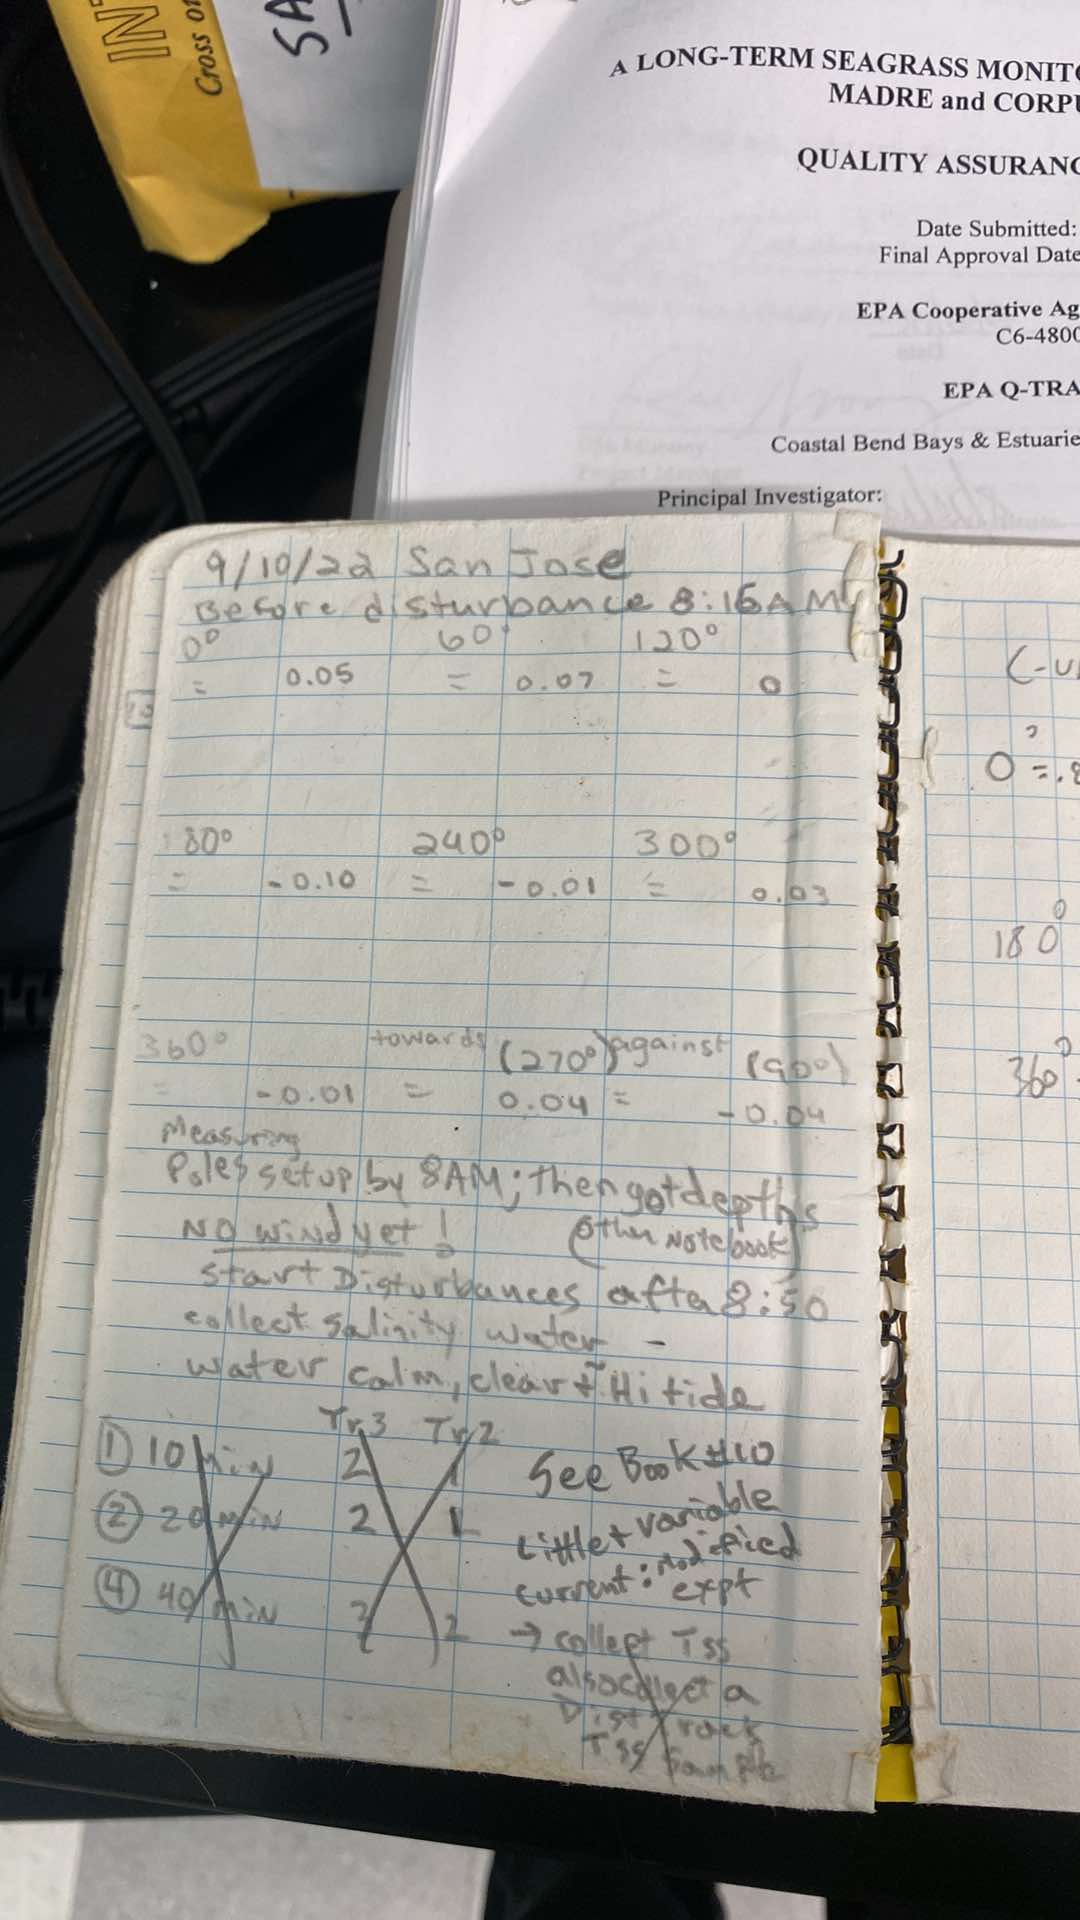 INT
Cross or
SA
A LONG-TERM SEAGRASS MONITO
MADRE and CORPU
QUALITY ASSURANC
Date Submitted:
Final Approval Date
EPA Cooperative Ag
C6-4800
EPA Q-TRA
Coastal Bend Bays & Estuarie
Principal Investigator:
9/10/22 San Jose
Before disturbance 8:15AM
0° 60° 120°
= 0.05 = 0.07 = 0
180° 240° 300°
= -0.10 = -0.01 = 0.03
360° towards (270°) against (90°)
= -0.01 = 0.04 = -0.04
Measuring
Poles setup by 8AM; then got depths
No wind yet! (other notebook)
start Disturbances after 8:50
collect salinity water -
water calm, clear + Hi tide
Tr3 Tr2
① 10 min 2 1
② 20 min 2 1
④ 40 min 2 2
See Book #10
Little + variable
current: modified
expt
→ collect TSS
also collect a
Dist track
TSS sample
0 = .8
180
360°